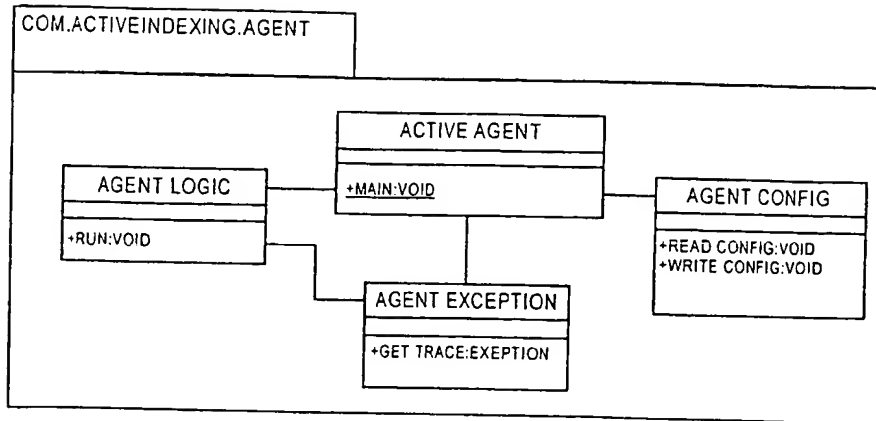 COM.ACTIVEINDEXING.AGENT
ACTIVE AGENT
+MAIN:VOID
AGENT LOGIC
+RUN:VOID
AGENT CONFIG
+READ CONFIG:VOID
+WRITE CONFIG:VOID
AGENT EXCEPTION
+GET TRACE:EXEPTION